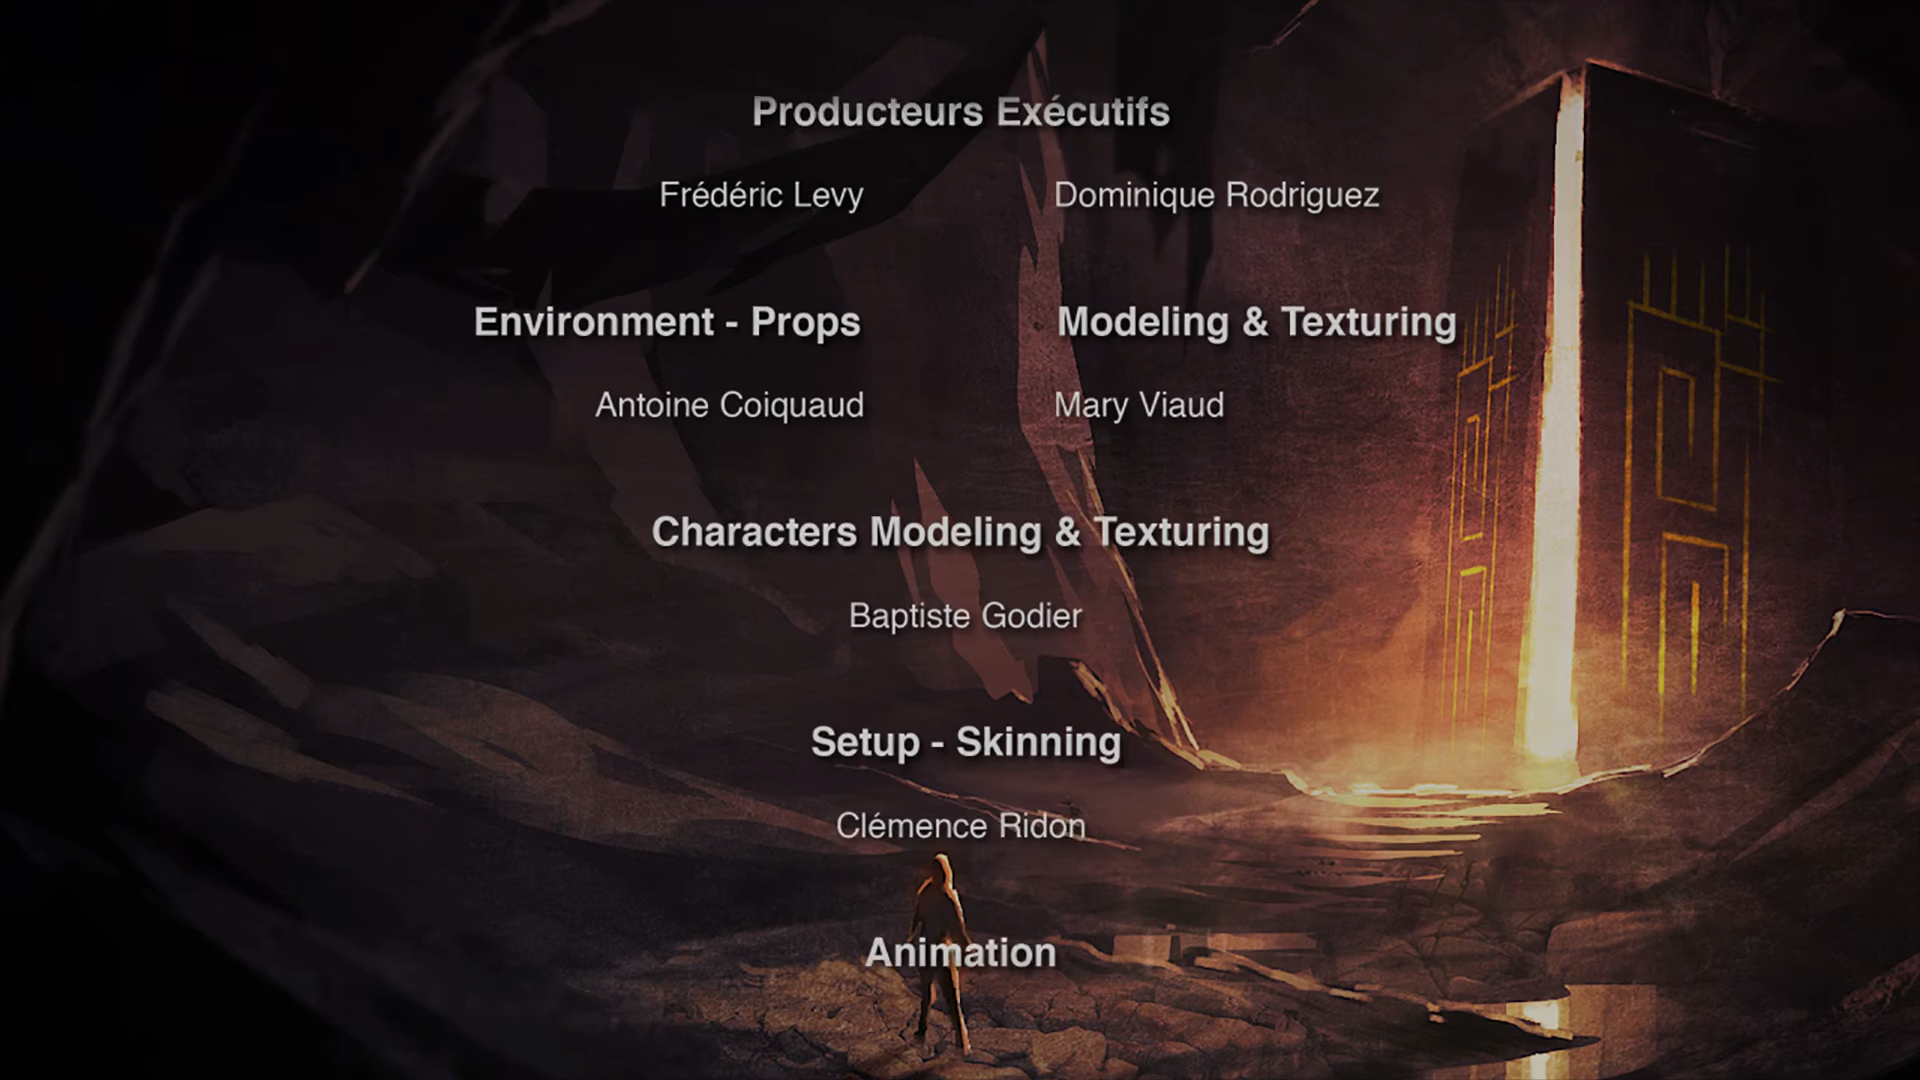 Producteurs Exécutifs
Frédéric Levy Dominique Rodriguez
Environment - Props Modeling & Texturing
Antoine Coiquaud Mary Viaud
Characters Modeling & Texturing
Baptiste Godier
Setup - Skinning
Clémence Ridon
Animation